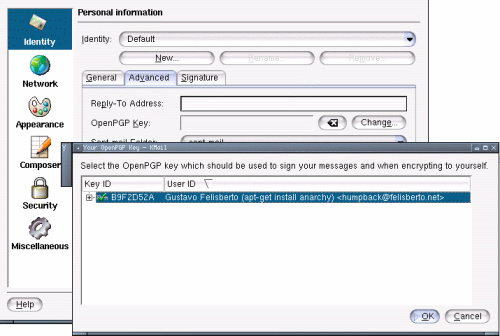 Personal information
Identity
Identity: Default
New... Rename... Remove...
Network
General Advanced Signature
Reply-To Address:
Appearance
OpenPGP Key: Change...
Sent-mail Folder: sent-mail
Composer
Your OpenPGP Key - KMail
Select the OpenPGP key which should be used to sign your messages and when encrypting to yourself.
Key ID User ID
B9F2D52A Gustavo Felisberto (apt-get install anarchy) <humpback@felisberto.net>
Security
Miscellaneous
Help
OK Cancel